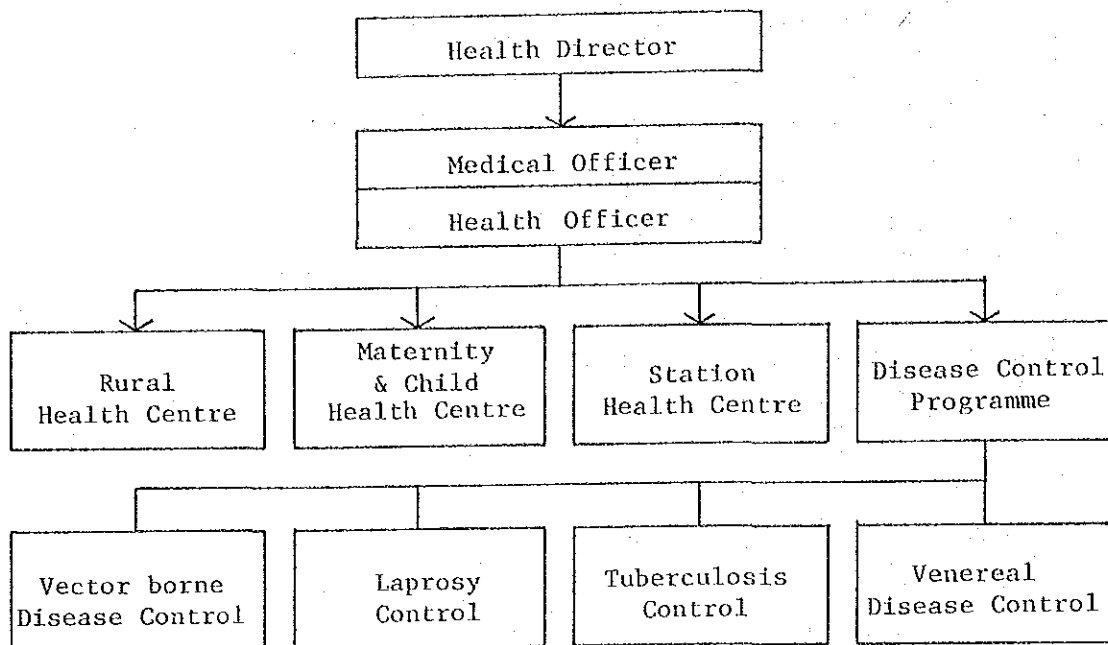 Health Director
Medical Officer
Health Officer
Rural
Health Centre
Maternity
& Child
Health Centre
Station
Health Centre
Disease Control
Programme
Vector borne
Disease Control
Laprosy
Control
Tuberculosis
Control
Venereal
Disease Control